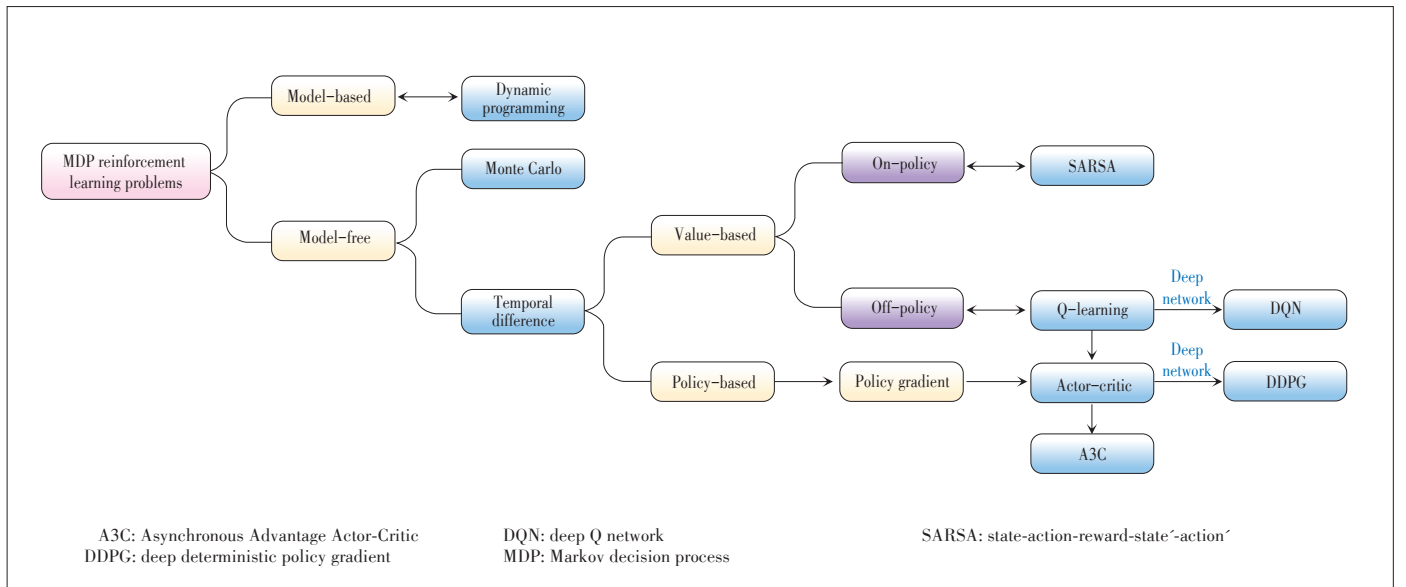 Model-based
Dynamic
programming
MDP reinforcement
learning problems
Monte Carlo
On-policy
SARSA
Model-free
Value-based
Temporal
difference
Off-policy
Q-learning
Deep
network
DQN
Policy-based
Policy gradient
Actor-critic
Deep
network
DDPG
A3C
A3C: Asynchronous Advantage Actor-Critic
DDPG: deep deterministic policy gradient
DQN: deep Q network
MDP: Markov decision process
SARSA: state-action-reward-state´-action´